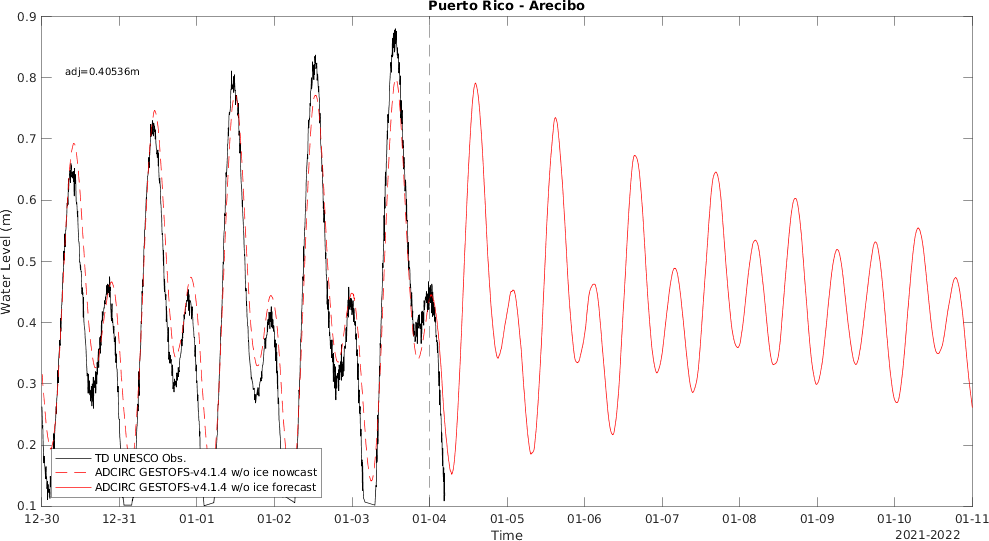 Puerto Rico - Arecibo
adj=0.40536m
Water Level (m)
0.9
0.8
0.7
0.6
0.5
0.4
0.3
0.2
0.1
TD UNESCO Obs.
ADCIRC GESTOFS-v4.1.4 w/o ice nowcast
ADCIRC GESTOFS-v4.1.4 w/o ice forecast
12-30 12-31 01-01 01-02 01-03 01-04 01-05 01-06 01-07 01-08 01-09 01-10 01-11
Time
2021-2022